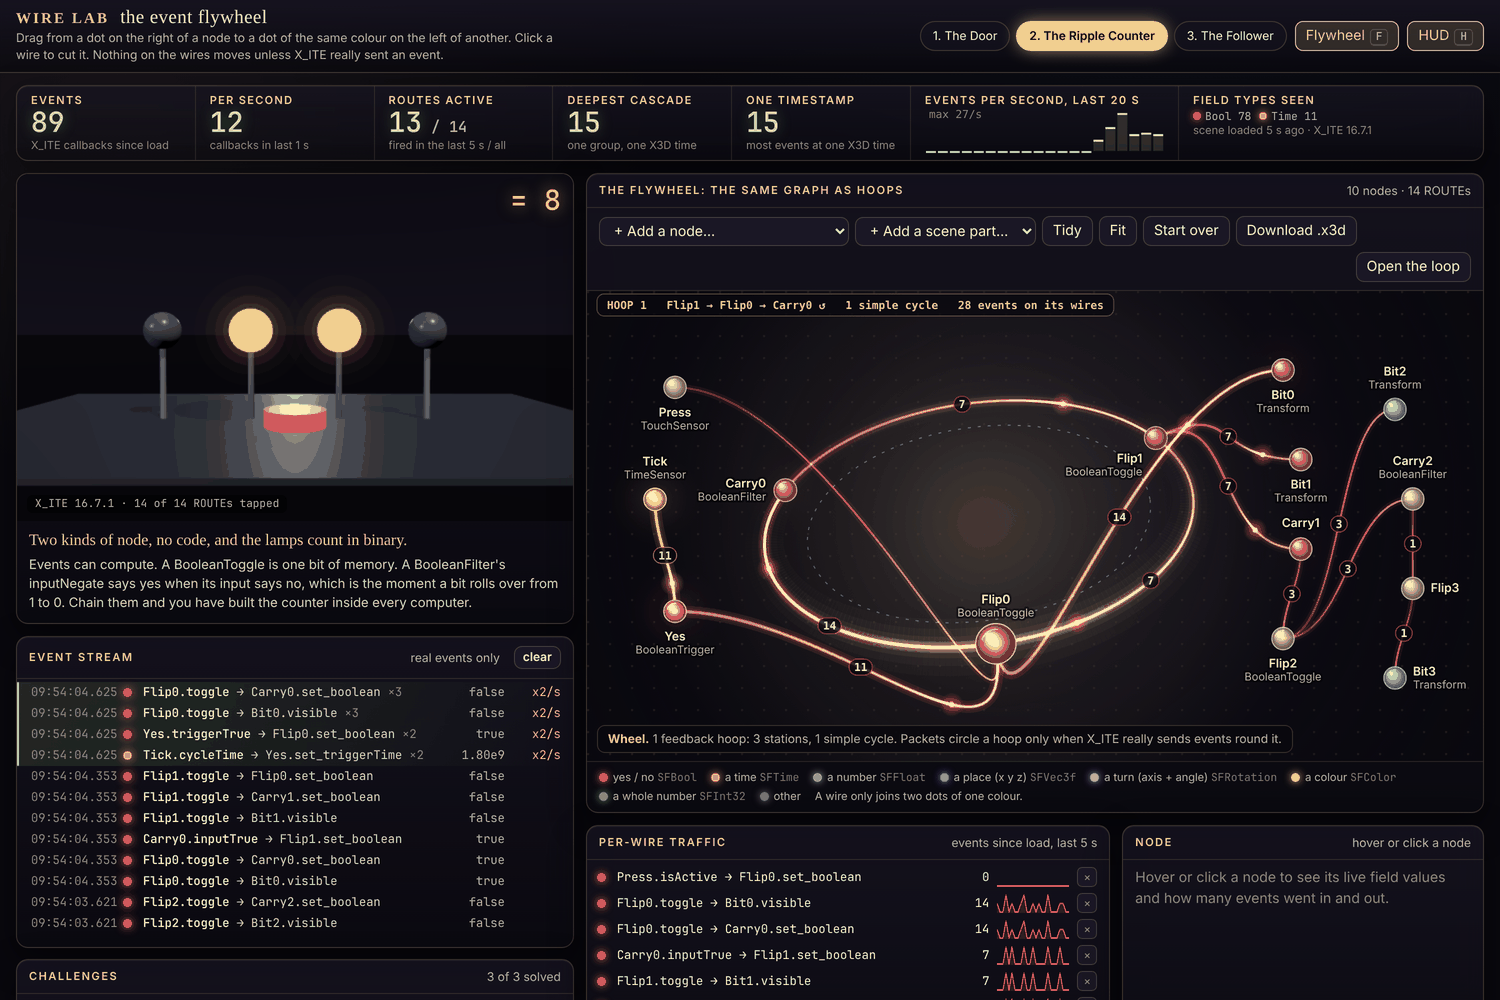 WIRE LAB the event flywheel
Drag from a dot on the right of a node to a dot of the same colour on the left of another. Click a
wire to cut it. Nothing on the wires moves unless X_ITE really sent an event.
1. The Door
2. The Ripple Counter
3. The Follower
Flywheel F
HUD H
EVENTS
89
X_ITE callbacks since load
PER SECOND
12
callbacks in last 1 s
ROUTES ACTIVE
13 / 14
fired in the last 5 s / all
DEEPEST CASCADE
15
one group, one X3D time
ONE TIMESTAMP
15
most events at one X3D time
EVENTS PER SECOND, LAST 20 S
max 27/s
FIELD TYPES SEEN
Bool 78 Time 11
scene loaded 5 s ago · X_ITE 16.7.1
= 8
X_ITE 16.7.1 · 14 of 14 ROUTEs tapped
Two kinds of node, no code, and the lamps count in binary.
Events can compute. A BooleanToggle is one bit of memory. A BooleanFilter's
inputNegate says yes when its input says no, which is the moment a bit rolls over from
1 to 0. Chain them and you have built the counter inside every computer.
EVENT STREAM
real events only
clear
09:54:04.625 Flip0.toggle → Carry0.set_boolean ×3 false x2/s
09:54:04.625 Flip0.toggle → Bit0.visible ×3 false x2/s
09:54:04.625 Yes.triggerTrue → Flip0.set_boolean ×2 true x2/s
09:54:04.625 Tick.cycleTime → Yes.set_triggerTime ×2 1.80e9 x2/s
09:54:04.353 Flip1.toggle → Flip0.set_boolean false
09:54:04.353 Flip1.toggle → Carry1.set_boolean false
09:54:04.353 Flip1.toggle → Bit1.visible false
09:54:04.353 Carry0.inputTrue → Flip1.set_boolean true
09:54:04.353 Flip0.toggle → Carry0.set_boolean true
09:54:04.353 Flip0.toggle → Bit0.visible true
09:54:03.621 Flip2.toggle → Carry2.set_boolean false
09:54:03.621 Flip2.toggle → Bit2.visible false
CHALLENGES
3 of 3 solved
THE FLYWHEEL: THE SAME GRAPH AS HOOPS
10 nodes · 14 ROUTEs
+ Add a node...
+ Add a scene part...
Tidy
Fit
Start over
Download .x3d
Open the loop
HOOP 1 Flip1 → Flip0 → Carry0 ↺ 1 simple cycle 28 events on its wires
Press
TouchSensor
Tick
TimeSensor
Carry0
BooleanFilter
Yes
BooleanTrigger
Flip1
BooleanToggle
Flip0
BooleanToggle
Bit0
Transform
Bit1
Transform
Carry1
Flip2
BooleanToggle
Bit2
Transform
Carry2
BooleanFilter
Flip3
Bit3
Transform
7
11
14
11
7
14
7
7
3
3
3
1
1
Wheel. 1 feedback hoop: 3 stations, 1 simple cycle. Packets circle a hoop only when X_ITE really sends events round it.
yes / no SFBool a time SFTime a number SFFloat a place (x y z) SFVec3f a turn (axis + angle) SFRotation a colour SFColor
a whole number SFInt32 other A wire only joins two dots of one colour.
PER-WIRE TRAFFIC
events since load, last 5 s
Press.isActive → Flip0.set_boolean 0 ×
Flip0.toggle → Bit0.visible 14 ×
Flip0.toggle → Carry0.set_boolean 14 ×
Carry0.inputTrue → Flip1.set_boolean 7 ×
Flip1.toggle → Bit1.visible 7 ×
NODE
hover or click a node
Hover or click a node to see its live field values
and how many events went in and out.